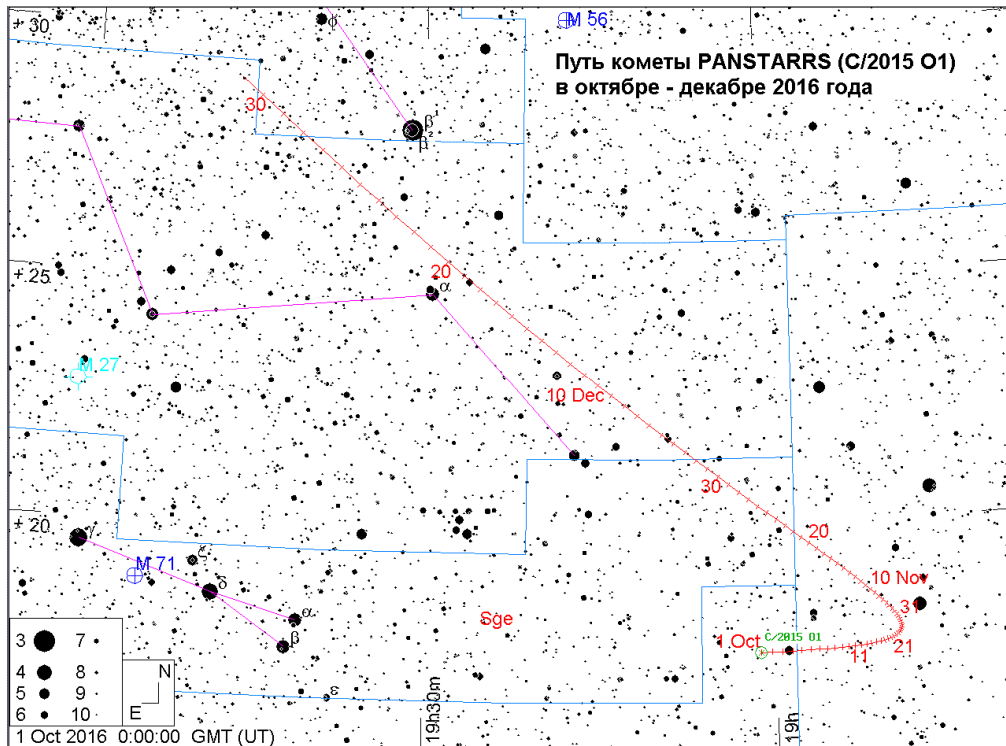 + 30
ϕ
M 56
Путь кометы PANSTARRS (C/2015 O1)
в октябре - декабре 2016 года
30
β'
β
+ 25
20
α
M 27
10 Dec
30
+ 20
γ
20
ζ
M 71
δ
10 Nov
α
Sge
31
β
1 Oct
C/2015 O1
11
21
ε
3 7
4 8
5 9
6 10
N
E
19h30m
19h
1 Oct 2016 0:00:00 GMT (UT)